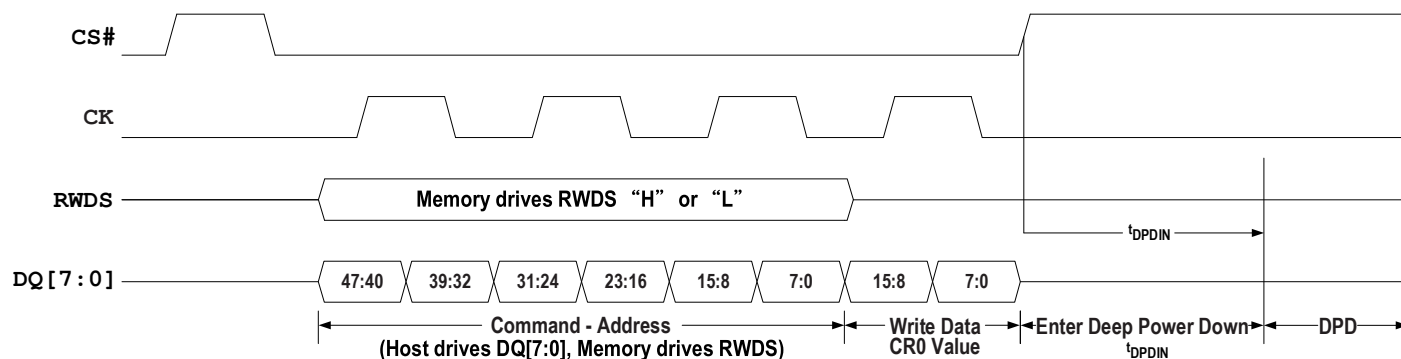 CS#
CK
RWDS
Memory drives RWDS “H” or “L”
tDPDIN
DQ[7:0]
47:40 39:32 31:24 23:16 15:8 7:0 15:8 7:0
Command - Address
(Host drives DQ[7:0], Memory drives RWDS)
Write Data
CR0 Value
Enter Deep Power Down
tDPDIN
DPD